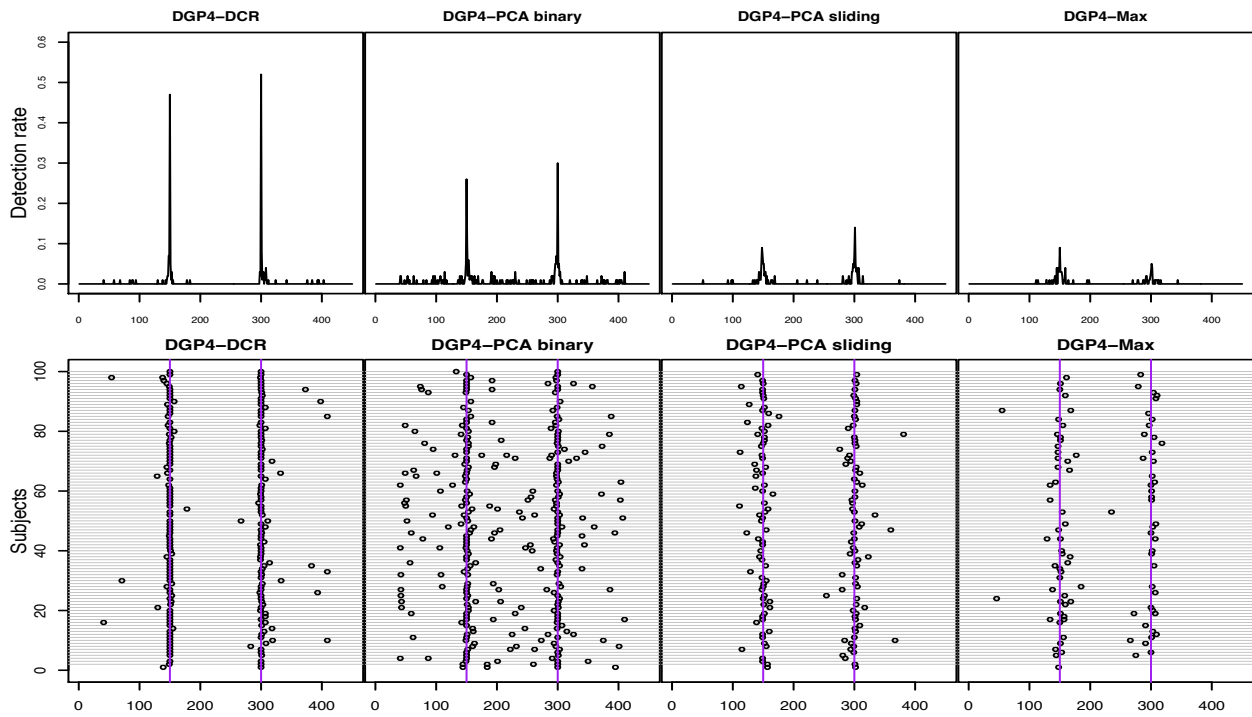 DGP4−DCR DGP4−PCA binary DGP4−PCA sliding DGP4−Max
Detection rate
0.6
0.5
0.4
0.3
0.2
0.1
0.0
0 100 200 300 400 0 100 200 300 400 0 100 200 300 400 0 100 200 300 400
DGP4−DCR DGP4−PCA binary DGP4−PCA sliding DGP4−Max
Subjects
100
80
60
40
20
0
0 100 200 300 400 0 100 200 300 400 0 100 200 300 400 0 100 200 300 400